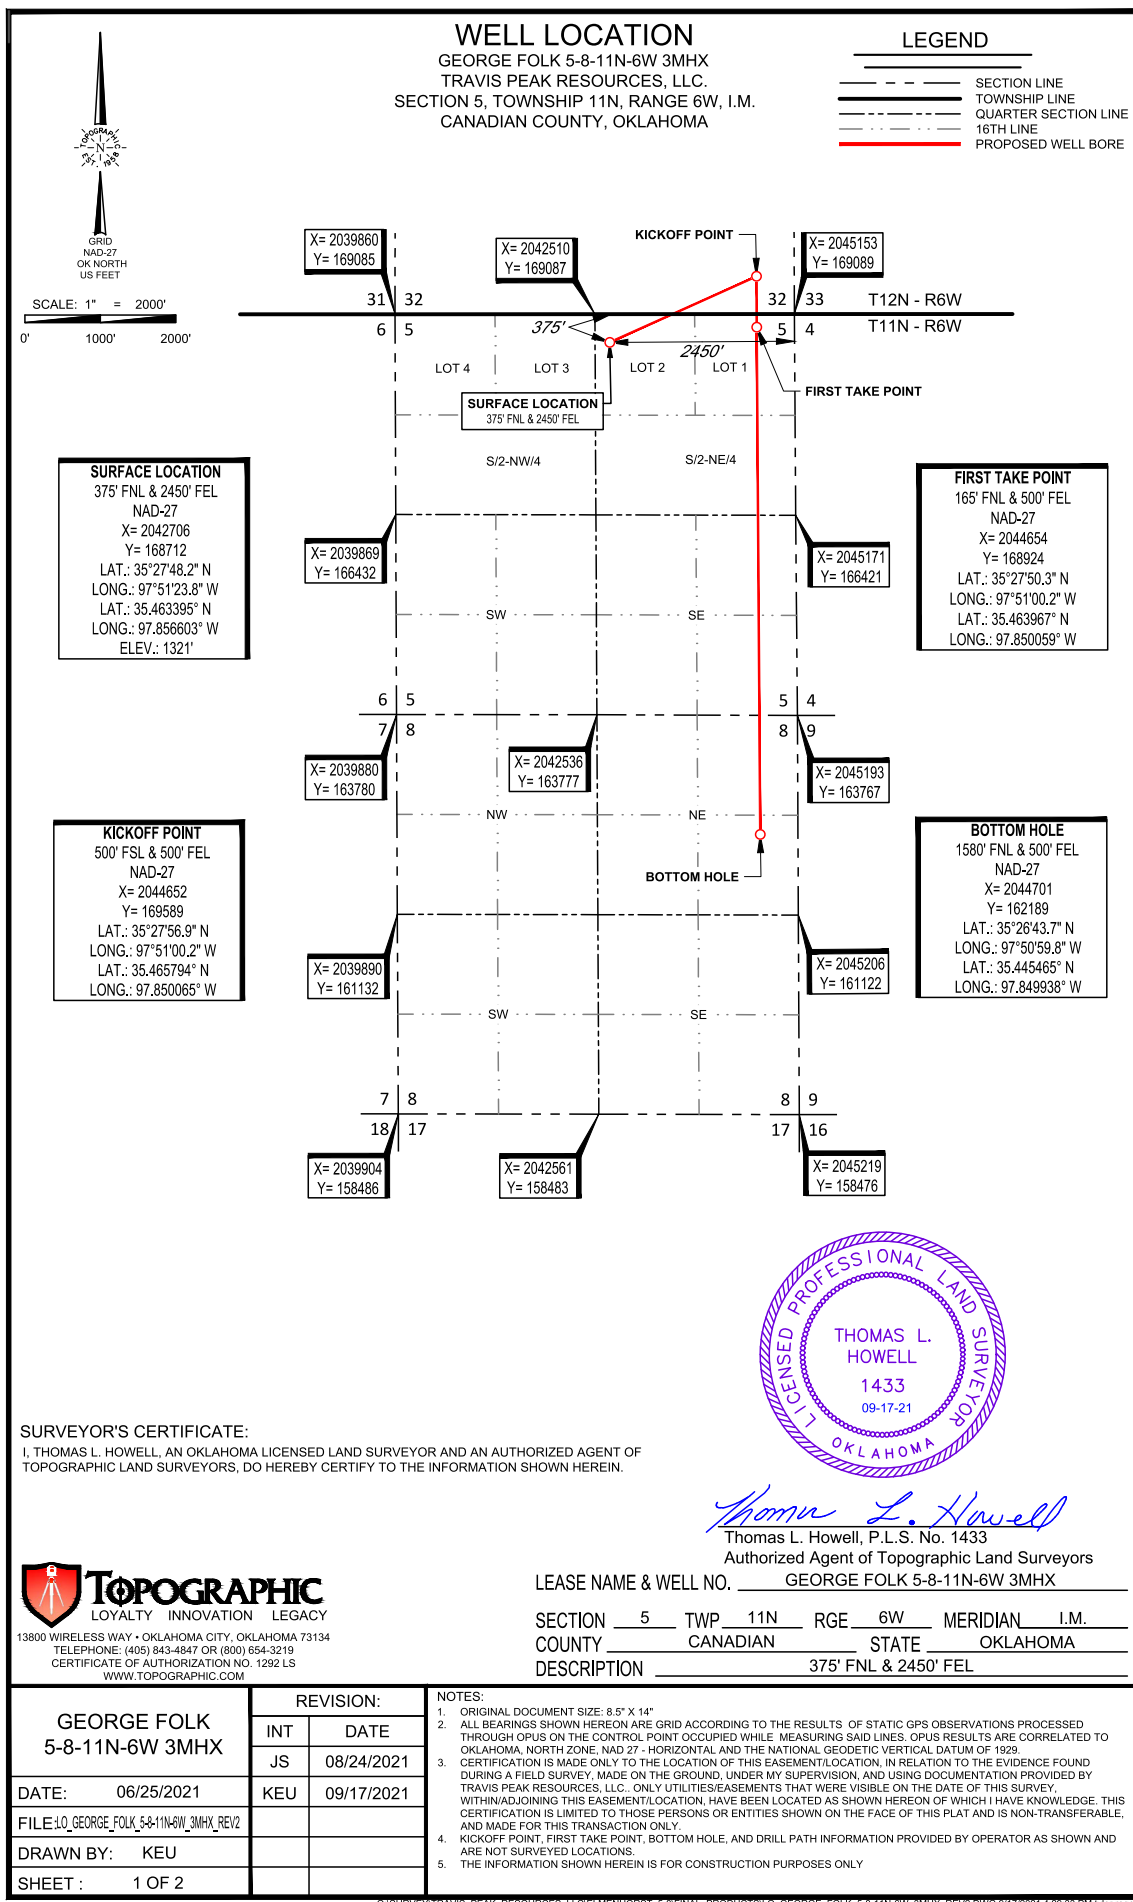 WELL LOCATION
GEORGE FOLK 5-8-11N-6W 3MHX
TRAVIS PEAK RESOURCES, LLC.
SECTION 5, TOWNSHIP 11N, RANGE 6W, I.M.
CANADIAN COUNTY, OKLAHOMA
LEGEND
SECTION LINE
TOWNSHIP LINE
QUARTER SECTION LINE
16TH LINE
PROPOSED WELL BORE
TOPOGRAPHIC
N
EST. 1958
GRID
NAD-27
OK NORTH
US FEET
SCALE: 1" = 2000'
0' 1000' 2000'
X= 2039860
Y= 169085
X= 2042510
Y= 169087
KICKOFF POINT
X= 2045153
Y= 169089
31 32
32 33
T12N - R6W
6 5
5 4
T11N - R6W
375'
2450'
LOT 4
LOT 3
LOT 2
LOT 1
FIRST TAKE POINT
SURFACE LOCATION
375' FNL & 2450' FEL
S/2-NW/4
S/2-NE/4
SURFACE LOCATION
375' FNL & 2450' FEL
NAD-27
X= 2042706
Y= 168712
LAT.: 35°27'48.2" N
LONG.: 97°51'23.8" W
LAT.: 35.463395° N
LONG.: 97.856603° W
ELEV.: 1321'
FIRST TAKE POINT
165' FNL & 500' FEL
NAD-27
X= 2044654
Y= 168924
LAT.: 35°27'50.3" N
LONG.: 97°51'00.2" W
LAT.: 35.463967° N
LONG.: 97.850059° W
X= 2039869
Y= 166432
X= 2045171
Y= 166421
SW
SE
6 5
7 8
5 4
8 9
X= 2039880
Y= 163780
X= 2042536
Y= 163777
X= 2045193
Y= 163767
NW
NE
KICKOFF POINT
500' FSL & 500' FEL
NAD-27
X= 2044652
Y= 169589
LAT.: 35°27'56.9" N
LONG.: 97°51'00.2" W
LAT.: 35.465794° N
LONG.: 97.850065° W
BOTTOM HOLE
BOTTOM HOLE
1580' FNL & 500' FEL
NAD-27
X= 2044701
Y= 162189
LAT.: 35°26'43.7" N
LONG.: 97°50'59.8" W
LAT.: 35.445465° N
LONG.: 97.849938° W
X= 2039890
Y= 161132
X= 2045206
Y= 161122
SW
SE
7 8
18 17
8 9
17 16
X= 2039904
Y= 158486
X= 2042561
Y= 158483
X= 2045219
Y= 158476
LICENSED PROFESSIONAL LAND SURVEYOR
THOMAS L.
HOWELL
1433
09-17-21
OKLAHOMA
SURVEYOR'S CERTIFICATE:
I, THOMAS L. HOWELL, AN OKLAHOMA LICENSED LAND SURVEYOR AND AN AUTHORIZED AGENT OF
TOPOGRAPHIC LAND SURVEYORS, DO HEREBY CERTIFY TO THE INFORMATION SHOWN HEREIN.
Thomas L. Howell
Thomas L. Howell, P.L.S. No. 1433
Authorized Agent of Topographic Land Surveyors
TOPOGRAPHIC
LOYALTY INNOVATION LEGACY
13800 WIRELESS WAY • OKLAHOMA CITY, OKLAHOMA 73134
TELEPHONE: (405) 843-4847 OR (800) 654-3219
CERTIFICATE OF AUTHORIZATION NO. 1292 LS
WWW.TOPOGRAPHIC.COM
LEASE NAME & WELL NO. GEORGE FOLK 5-8-11N-6W 3MHX
SECTION 5 TWP 11N RGE 6W MERIDIAN I.M.
COUNTY CANADIAN STATE OKLAHOMA
DESCRIPTION 375' FNL & 2450' FEL
GEORGE FOLK
5-8-11N-6W 3MHX
REVISION:
INT DATE
JS 08/24/2021
KEU 09/17/2021
DATE: 06/25/2021
FILE:LO_GEORGE_FOLK_5-8-11N-6W_3MHX_REV2
DRAWN BY: KEU
SHEET : 1 OF 2
NOTES:
1. ORIGINAL DOCUMENT SIZE: 8.5" X 14"
2. ALL BEARINGS SHOWN HEREON ARE GRID ACCORDING TO THE RESULTS OF STATIC GPS OBSERVATIONS PROCESSED
THROUGH OPUS ON THE CONTROL POINT OCCUPIED WHILE MEASURING SAID LINES. OPUS RESULTS ARE CORRELATED TO
OKLAHOMA, NORTH ZONE, NAD 27 - HORIZONTAL AND THE NATIONAL GEODETIC VERTICAL DATUM OF 1929.
3. CERTIFICATION IS MADE ONLY TO THE LOCATION OF THIS EASEMENT/LOCATION, IN RELATION TO THE EVIDENCE FOUND
DURING A FIELD SURVEY, MADE ON THE GROUND, UNDER MY SUPERVISION, AND USING DOCUMENTATION PROVIDED BY
TRAVIS PEAK RESOURCES, LLC.. ONLY UTILITIES/EASEMENTS THAT WERE VISIBLE ON THE DATE OF THIS SURVEY,
WITHIN/ADJOINING THIS EASEMENT/LOCATION, HAVE BEEN LOCATED AS SHOWN HEREON OF WHICH I HAVE KNOWLEDGE. THIS
CERTIFICATION IS LIMITED TO THOSE PERSONS OR ENTITIES SHOWN ON THE FACE OF THIS PLAT AND IS NON-TRANSFERABLE,
AND MADE FOR THIS TRANSACTION ONLY.
4. KICKOFF POINT, FIRST TAKE POINT, BOTTOM HOLE, AND DRILL PATH INFORMATION PROVIDED BY OPERATOR AS SHOWN AND
ARE NOT SURVEYED LOCATIONS.
5. THE INFORMATION SHOWN HEREIN IS FOR CONSTRUCTION PURPOSES ONLY